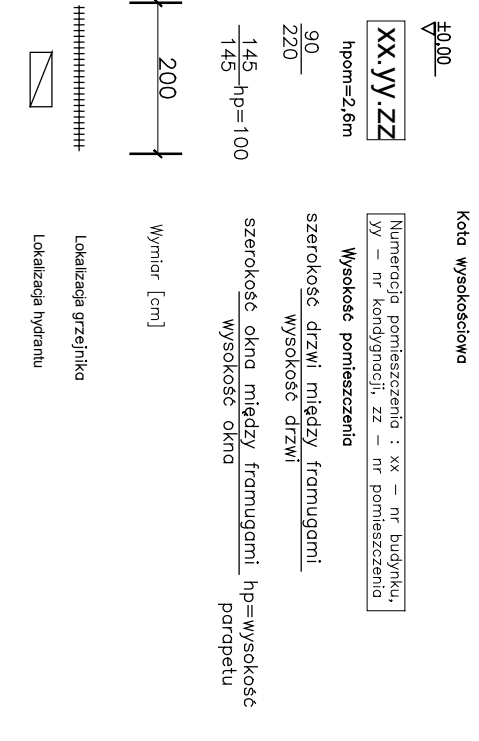 ±0,00
Kota wysokościowa
xx.yy.zz
Numeracja pomieszczenia : xx – nr budynku,
yy – nr kondygnacji, zz – nr pomieszczenia
hpom=2,6m
Wysokość pomieszczenia
90
220
szerokość drzwi między framugami
wysokość drzwi
145
145
hp=100
szerokość okna między framugami
wysokość okna
hp=wysokość
parapetu
200
Wymiar [cm]
Lokalizacja grzejnika
Lokalizacja hydrantu